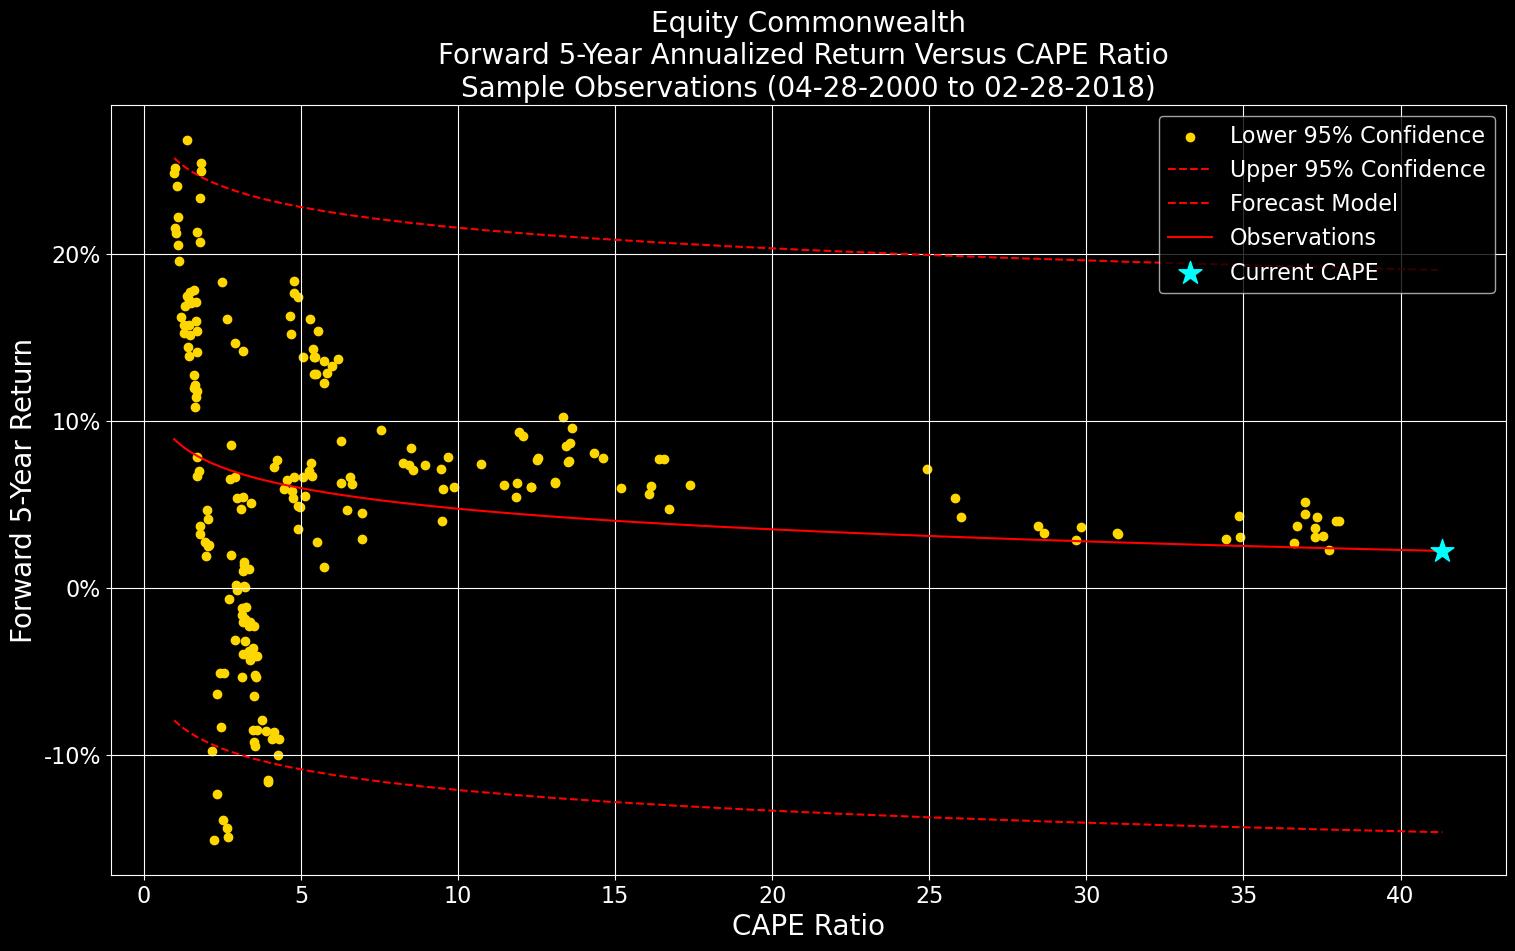 Equity Commonwealth
Forward 5-Year Annualized Return Versus CAPE Ratio
Sample Observations (04-28-2000 to 02-28-2018)
Lower 95% Confidence
Upper 95% Confidence
Forecast Model
Observations
Current CAPE
Forward 5-Year Return
20%
10%
0%
-10%
0 5 10 15 20 25 30 35 40
CAPE Ratio